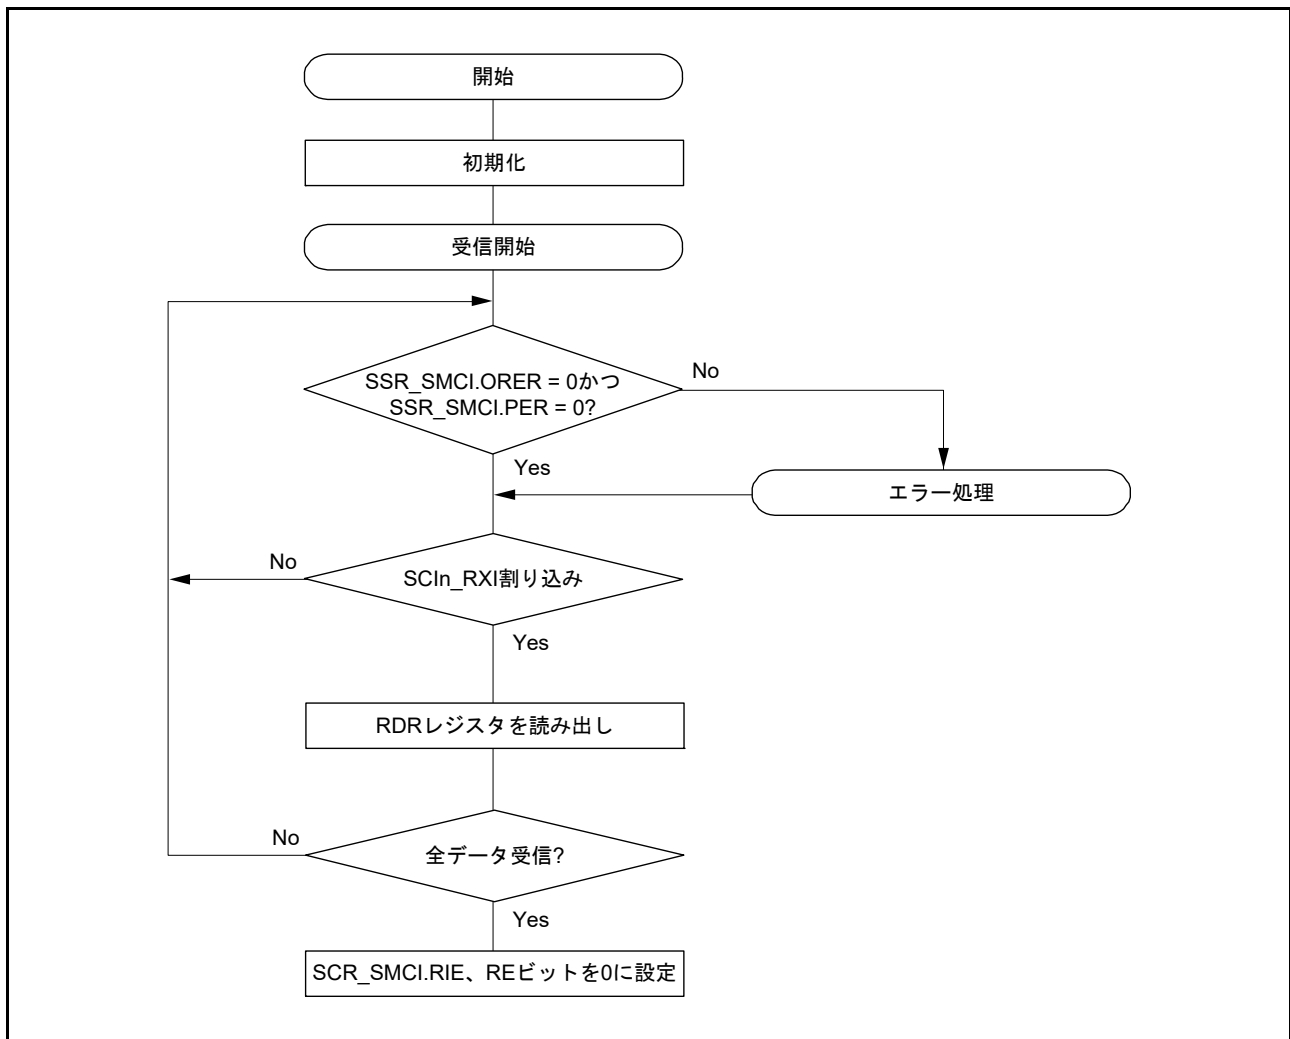 開始
初期化
受信開始
SSR_SMCI.ORER = 0かつ
SSR_SMCI.PER = 0?
No
Yes
エラー処理
No
SCIn_RXI割り込み
Yes
RDRレジスタを読み出し
No
全データ受信?
Yes
SCR_SMCI.RIE、REビットを0に設定